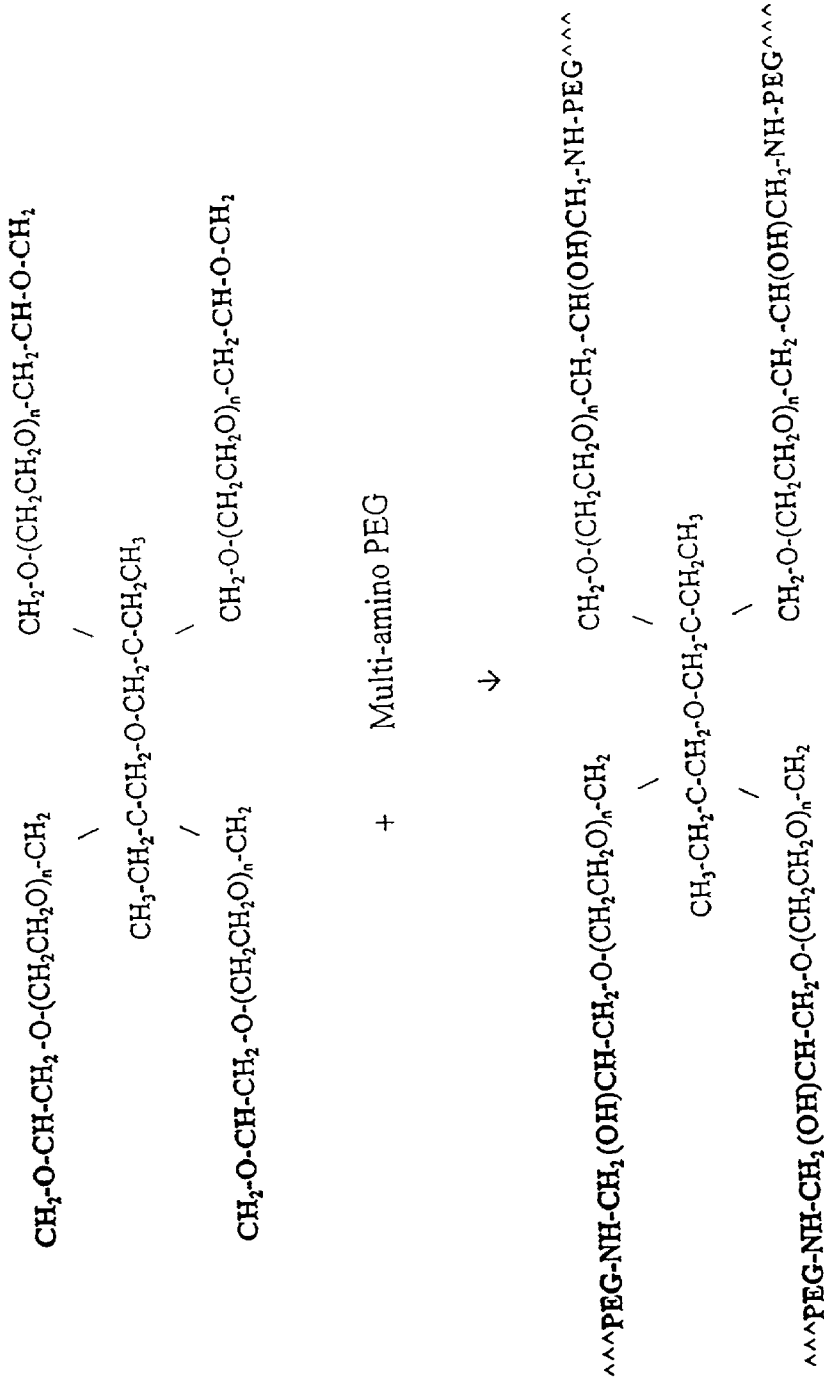 CH₂-O-CH-CH₂-O-(CH₂CH₂O)ₙ-CH₂ CH₂-O-(CH₂CH₂O)ₙ-CH₂-CH-O-CH₂
\ /
CH₃-CH₂-C-CH₂-O-CH₂-C-CH₂CH₃
/ \
CH₂-O-CH-CH₂-O-(CH₂CH₂O)ₙ-CH₂ CH₂-O-(CH₂CH₂O)ₙ-CH₂-CH-O-CH₂
+ Multi-amino PEG
↓
^^^PEG-NH-CH₂(OH)CH-CH₂-O-(CH₂CH₂O)ₙ-CH₂ CH₂-O-(CH₂CH₂O)ₙ-CH₂-CH(OH)CH₂-NH-PEG^^^
\ /
CH₃-CH₂-C-CH₂-O-CH₂-C-CH₂CH₃
/ \
^^^PEG-NH-CH₂(OH)CH-CH₂-O-(CH₂CH₂O)ₙ-CH₂ CH₂-O-(CH₂CH₂O)ₙ-CH₂-CH(OH)CH₂-NH-PEG^^^